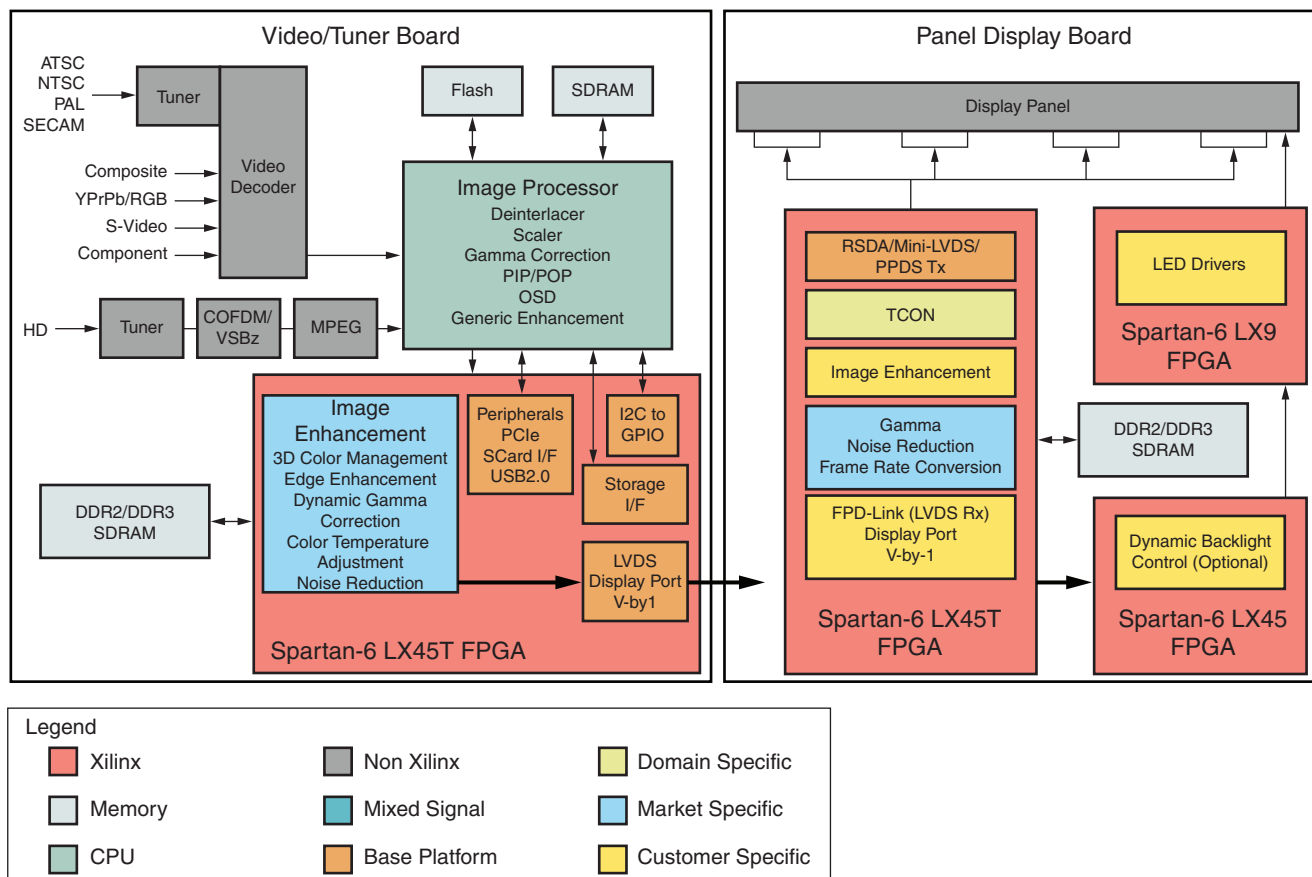 Video/Tuner Board
ATSC
NTSC
PAL
SECAM
Tuner
Composite
YPrPb/RGB
S-Video
Component
Video
Decoder
Flash
SDRAM
Image Processor
Deinterlacer
Scaler
Gamma Correction
PIP/POP
OSD
Generic Enhancement
HD
Tuner
COFDM/
VSBz
MPEG
Image
Enhancement
3D Color Management
Edge Enhancement
Dynamic Gamma
Correction
Color Temperature
Adjustment
Noise Reduction
Peripherals
PCIe
SCard I/F
USB2.0
I2C to
GPIO
Storage
I/F
DDR2/DDR3
SDRAM
LVDS
Display Port
V-by1
Spartan-6 LX45T FPGA
Panel Display Board
Display Panel
RSDA/Mini-LVDS/
PPDS Tx
TCON
Image Enhancement
Gamma
Noise Reduction
Frame Rate Conversion
FPD-Link (LVDS Rx)
Display Port
V-by-1
Spartan-6 LX45T
FPGA
LED Drivers
Spartan-6 LX9
FPGA
DDR2/DDR3
SDRAM
Dynamic Backlight
Control (Optional)
Spartan-6 LX45
FPGA
Legend
Xilinx
Non Xilinx
Domain Specific
Memory
Mixed Signal
Market Specific
CPU
Base Platform
Customer Specific